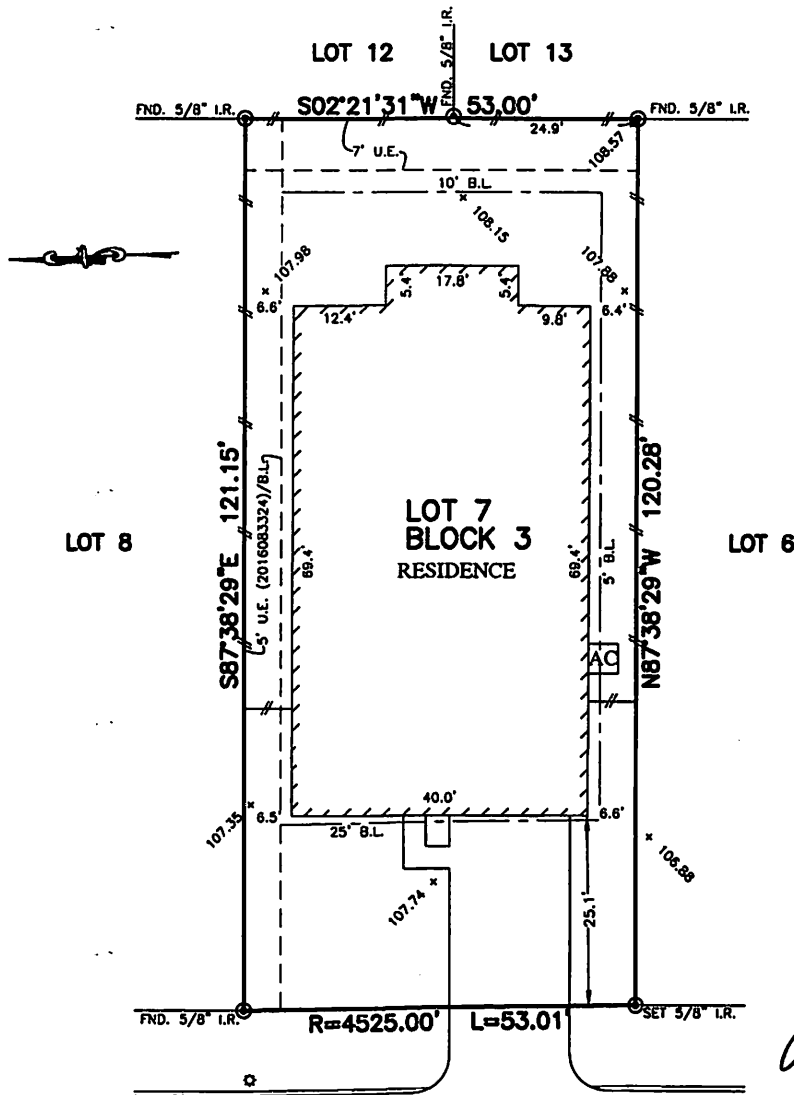 LOT 12
LOT 13
FND. 5/8" I.R.
FND. 5/8" I.R.
S02°21'31"W 53.00'
FND. 5/8" I.R.
24.9'
7' U.E.
108.57
10' B.L.
108.15
107.98
107.88
6.6'
12.4'
5.4'
17.8'
5.4'
9.8'
6.4'
S87°38'29"E 121.15'
5' U.E. (2016083324)/B.L.
69.4'
LOT 7
BLOCK 3
RESIDENCE
69.4'
5' B.L.
N87°38'29"W 120.28'
LOT 8
LOT 6
AC
107.35
6.5'
40.0'
6.6'
25' B.L.
107.74
25.1'
106.88
FND. 5/8" I.R.
R=4525.00' L=53.01'
SET 5/8" I.R.